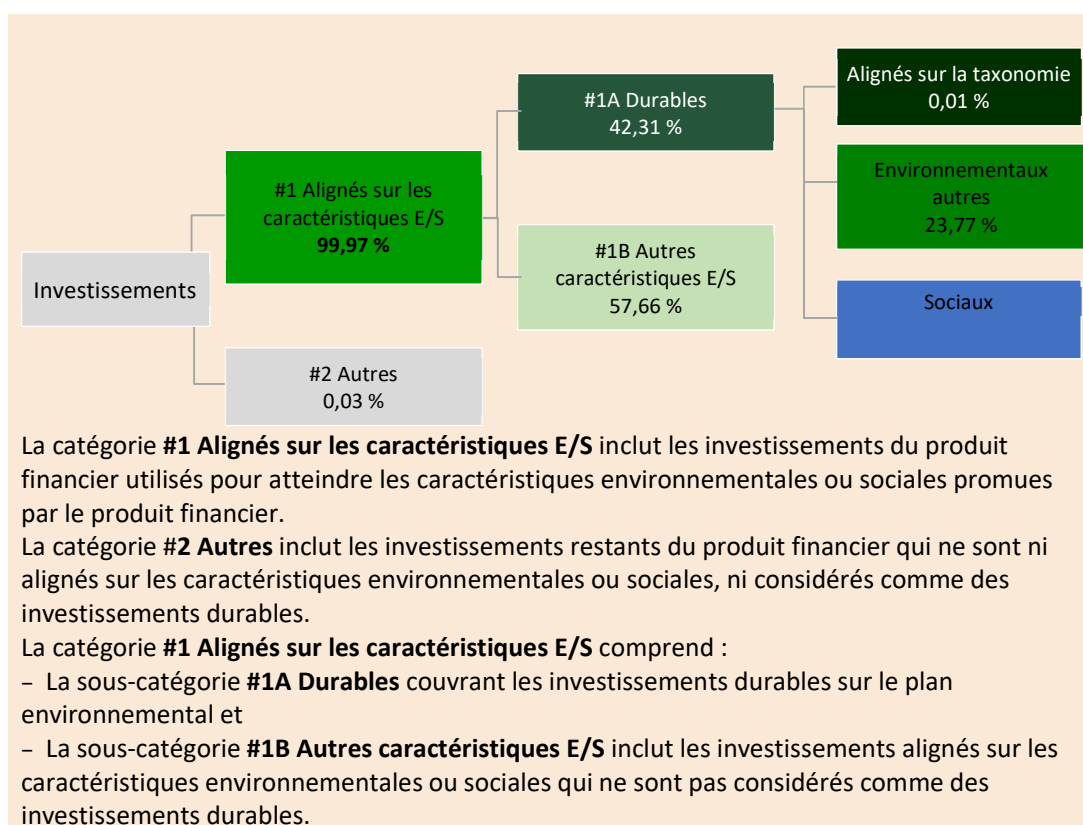 Investissements
#1 Alignés sur les
caractéristiques E/S
99,97 %
#2 Autres
0,03 %
#1A Durables
42,31 %
#1B Autres
caractéristiques E/S
57,66 %
Alignés sur la taxonomie
0,01 %
Environnementaux
autres
23,77 %
Sociaux
La catégorie #1 Alignés sur les caractéristiques E/S inclut les investissements du produit
financier utilisés pour atteindre les caractéristiques environnementales ou sociales promues
par le produit financier.
La catégorie #2 Autres inclut les investissements restants du produit financier qui ne sont ni
alignés sur les caractéristiques environnementales ou sociales, ni considérés comme des
investissements durables.
La catégorie #1 Alignés sur les caractéristiques E/S comprend :
– La sous-catégorie #1A Durables couvrant les investissements durables sur le plan
environnemental et
– La sous-catégorie #1B Autres caractéristiques E/S inclut les investissements alignés sur les
caractéristiques environnementales ou sociales qui ne sont pas considérés comme des
investissements durables.